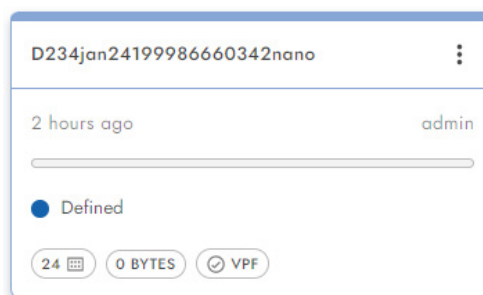 D234jan24199986660342nano
2 hours ago admin
Defined
24 0 BYTES VPF